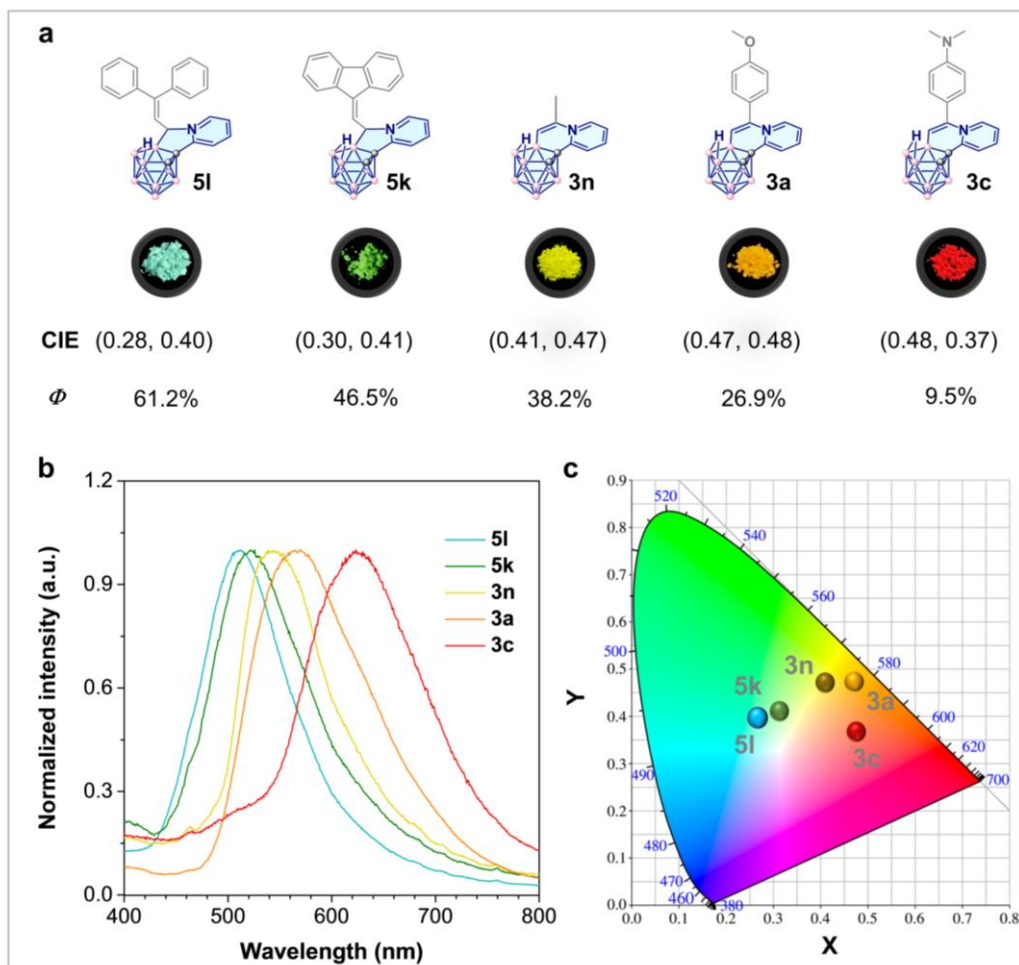 a
O
N
H
N
5l
H
N
5k
H
N
3n
H
N
3a
H
N
3c
CIE (0.28, 0.40) (0.30, 0.41) (0.41, 0.47) (0.47, 0.48) (0.48, 0.37)
Φ 61.2% 46.5% 38.2% 26.9% 9.5%
b
1.2
0.9
0.6
0.3
0.0
Normalized intensity (a.u.)
5l
5k
3n
3a
3c
400 500 600 700 800
Wavelength (nm)
c
0.9
0.8
0.7
0.6
0.5
0.4
0.3
0.2
0.1
0.0
Y
520
540
560
500
580
600
620
700
490
480
470
460
380
3n
5k
3a
5l
3c
0.0 0.1 0.2 0.3 0.4 0.5 0.6 0.7 0.8
X